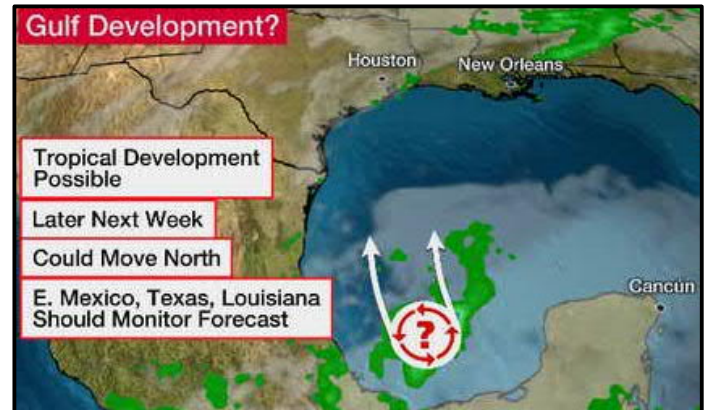 Gulf Development?
Houston
New Orleans
Tropical Development
Possible
Later Next Week
Could Move North
E. Mexico, Texas, Louisiana
Should Monitor Forecast
Cancún
?